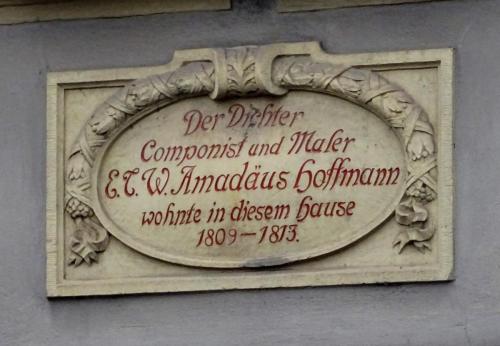 Der Dichter
Componist und Maler
E.T.W. Amadäus Hoffmann
wohnte in diesem Hause
1809-1813.